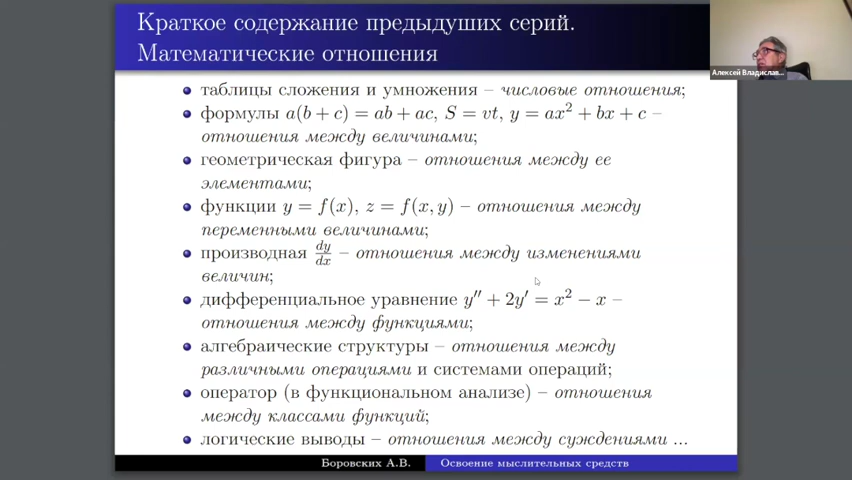 Краткое содержание предыдуших серий.
Математические отношения
Алексей Владислав...
таблицы сложения и умножения – числовые отношения;
формулы a(b + c) = ab + ac, S = vt, y = ax² + bx + c –
отношения между величинами;
геометрическая фигура – отношения между ее
элементами;
функции y = f(x), z = f(x, y) – отношения между
переменными величинами;
производная dy/dx – отношения между изменениями
величин;
дифференциальное уравнение y″ + 2y′ = x² − x –
отношения между функциями;
алгебраические структуры – отношения между
различными операциями и системами операций;
оператор (в функциональном анализе) – отношения
между классами функций;
логические выводы – отношения между суждениями ...
Боровских А.В. Освоение мыслительных средств